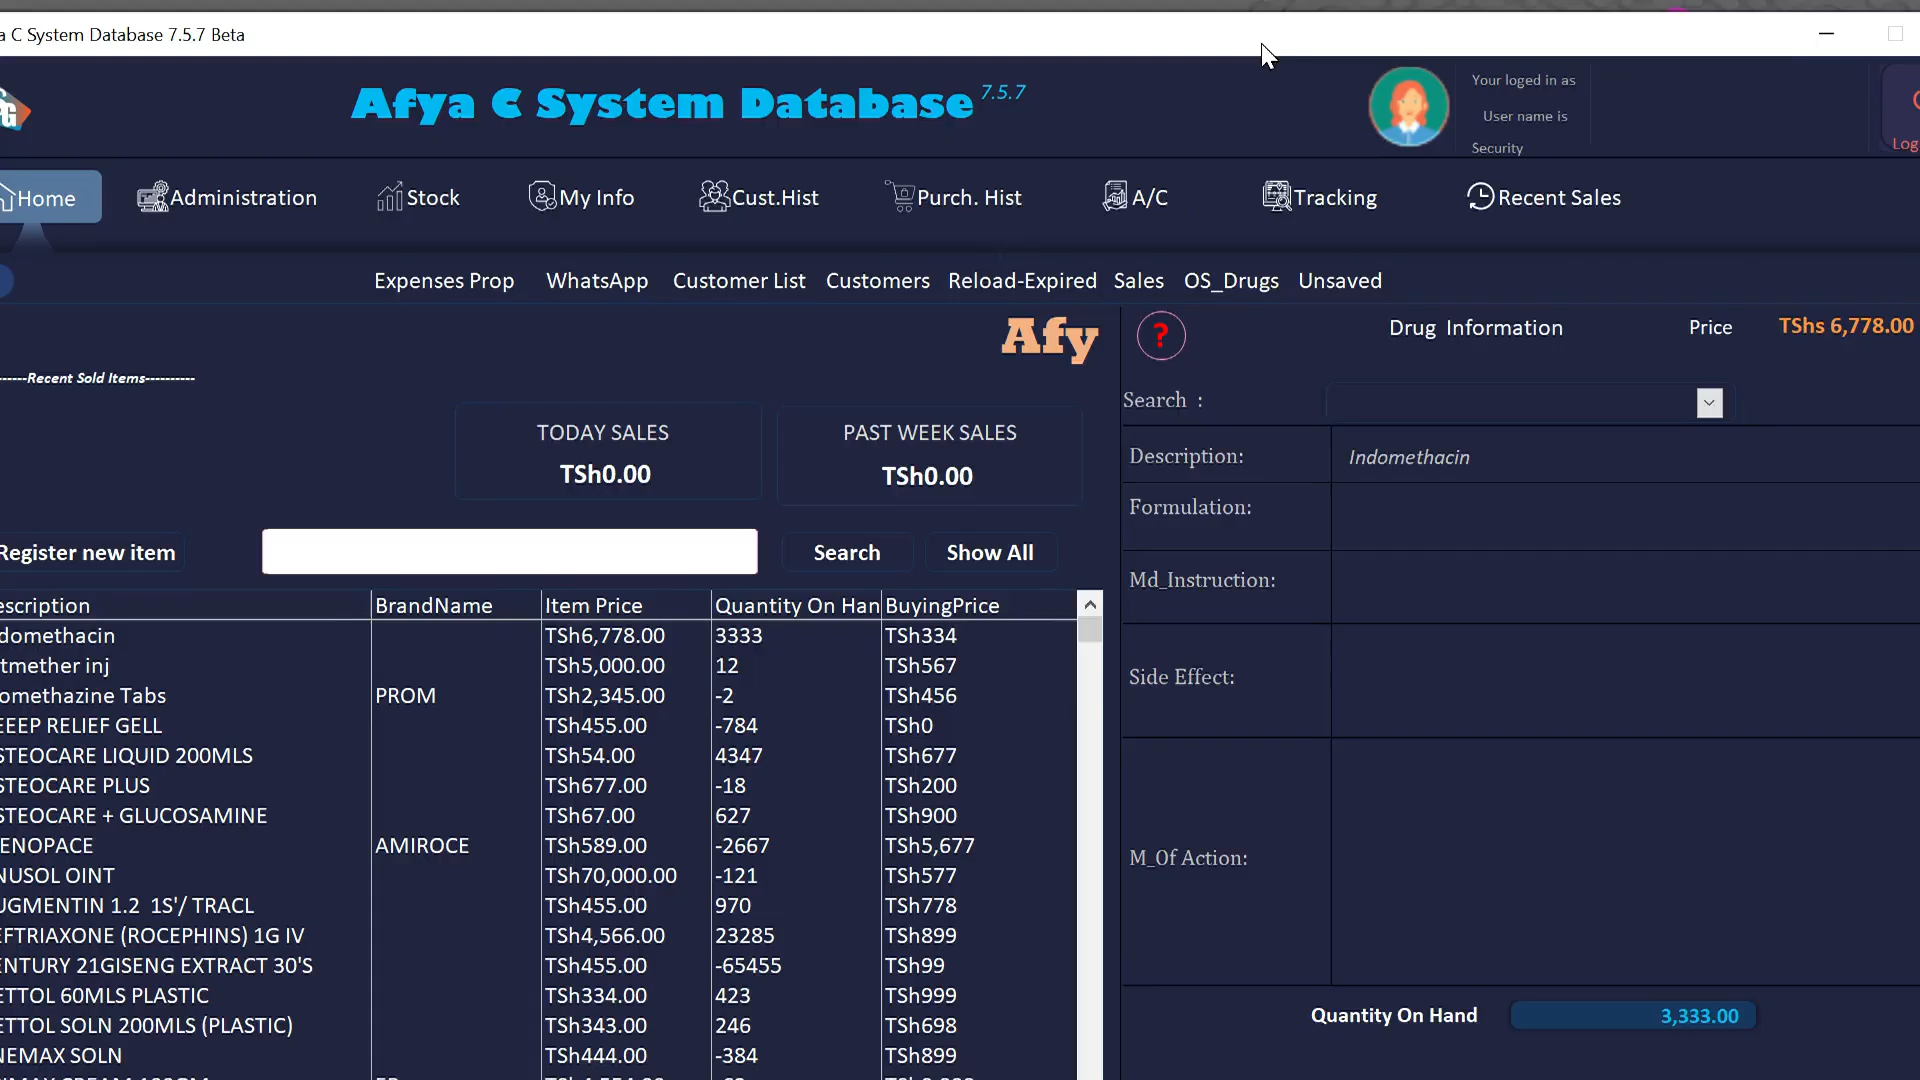 a C System Database 7.5.7 Beta
Afya C System Database 7.5.7
Your loged in as
User name is
Security
Log
Home Administration Stock My Info Cust.Hist Purch. Hist A/C Tracking Recent Sales
Expenses Prop WhatsApp Customer List Customers Reload-Expired Sales OS_Drugs Unsaved
Afy
? Drug Information Price TShs 6,778.00
------Recent Sold Items----------
Search :
TODAY SALES PAST WEEK SALES
TSh0.00 TSh0.00
Description: Indomethacin
Formulation:
Register new item Search Show All
Md_Instruction:
escription BrandName Item Price Quantity On Han BuyingPrice
domethacin TSh6,778.00 3333 TSh334
tmether inj TSh5,000.00 12 TSh567
omethazine Tabs PROM TSh2,345.00 -2 TSh456
EEEP RELIEF GELL TSh455.00 -784 TSh0
STEOCARE LIQUID 200MLS TSh54.00 4347 TSh677
STEOCARE PLUS TSh677.00 -18 TSh200
STEOCARE + GLUCOSAMINE TSh67.00 627 TSh900
ENOPACE AMIROCE TSh589.00 -2667 TSh5,677
NUSOL OINT TSh70,000.00 -121 TSh577
UGMENTIN 1.2 1S'/ TRACL TSh455.00 970 TSh778
EFTRIAXONE (ROCEPHINS) 1G IV TSh4,566.00 23285 TSh899
ENTURY 21GISENG EXTRACT 30'S TSh455.00 -65455 TSh99
ETTOL 60MLS PLASTIC TSh334.00 423 TSh999
ETTOL SOLN 200MLS (PLASTIC) TSh343.00 246 TSh698
NEMAX SOLN TSh444.00 -384 TSh899
Side Effect:
M_Of Action:
Quantity On Hand 3,333.00